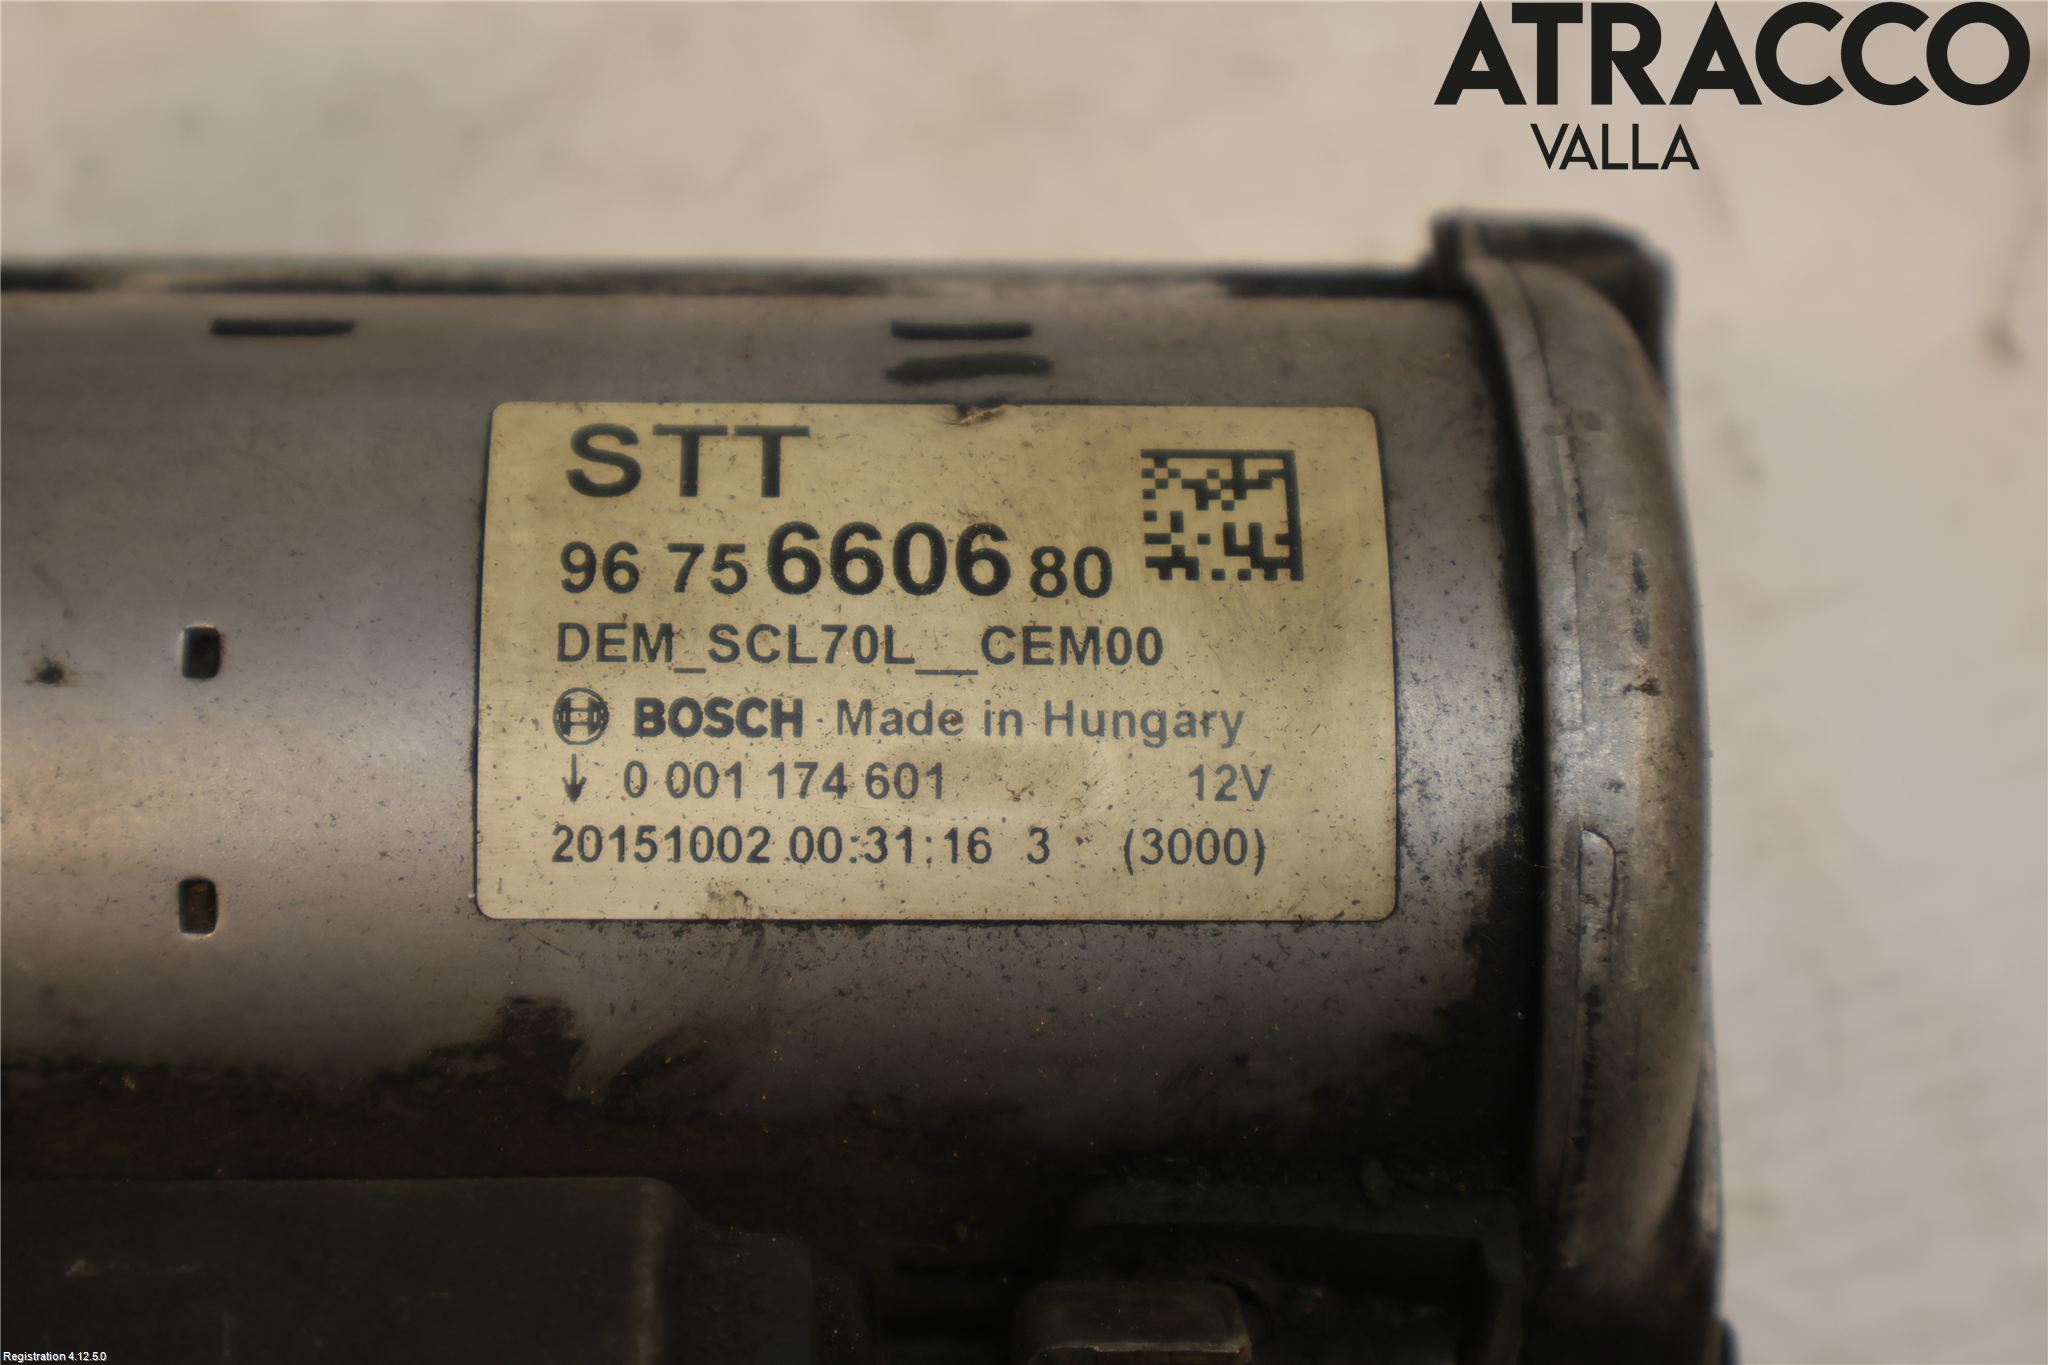 ATRACCO
VALLA
STT
96 75 6606 80
DEM_SCL70L__CEM00
BOSCH Made in Hungary
↓ 0 001 174 601 12V
20151002 00:31:16 3 (3000)
Registration 4.12.5.0